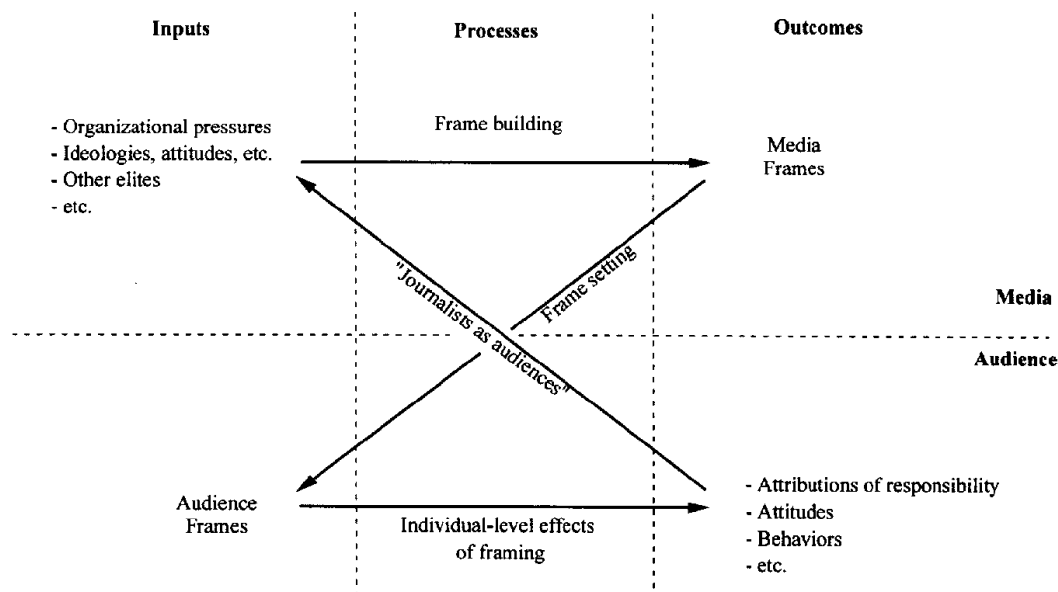 Inputs
Processes
Outcomes
- Organizational pressures
- Ideologies, attitudes, etc.
- Other elites
- etc.
Frame building
Media
Frames
"Journalists as audiences"
Frame setting
Media
Audience
Audience
Frames
Individual-level effects
of framing
- Attributions of responsibility
- Attitudes
- Behaviors
- etc.